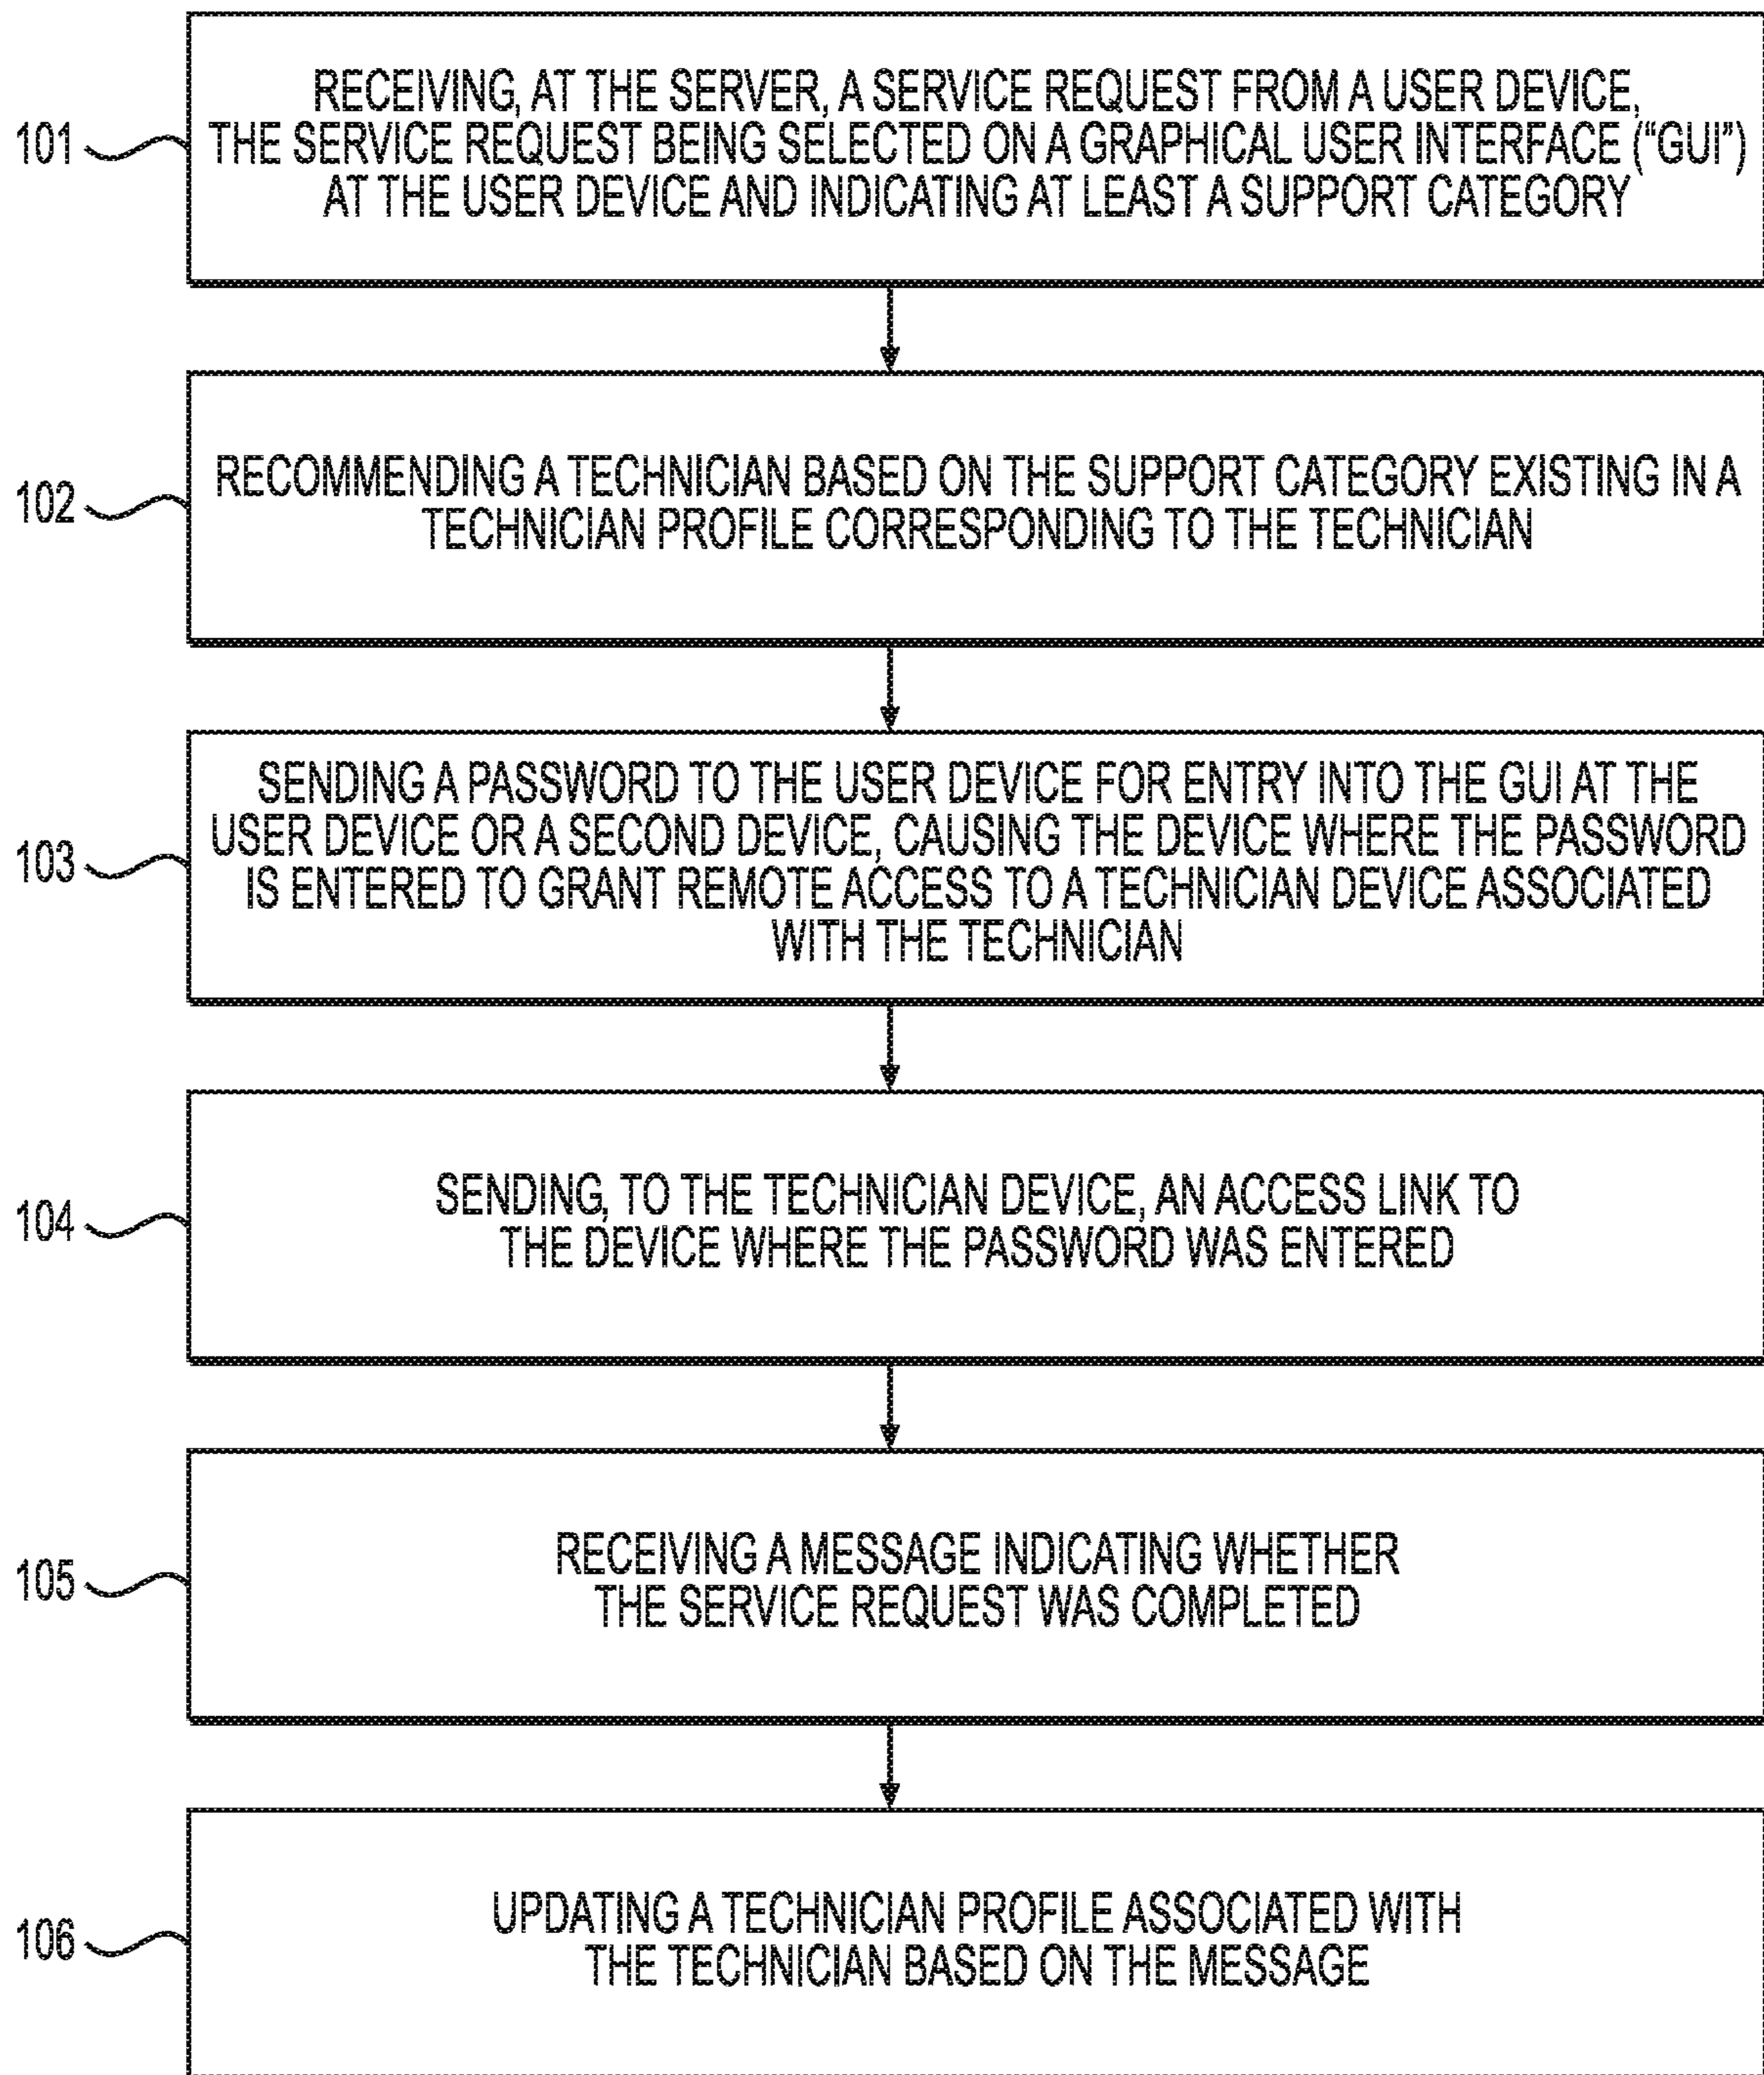 101
RECEIVING, AT THE SERVER, A SERVICE REQUEST FROM A USER DEVICE,
THE SERVICE REQUEST BEING SELECTED ON A GRAPHICAL USER INTERFACE (“GUI”)
AT THE USER DEVICE AND INDICATING AT LEAST A SUPPORT CATEGORY
102
RECOMMENDING A TECHNICIAN BASED ON THE SUPPORT CATEGORY EXISTING IN A
TECHNICIAN PROFILE CORRESPONDING TO THE TECHNICIAN
103
SENDING A PASSWORD TO THE USER DEVICE FOR ENTRY INTO THE GUI AT THE
USER DEVICE OR A SECOND DEVICE, CAUSING THE DEVICE WHERE THE PASSWORD
IS ENTERED TO GRANT REMOTE ACCESS TO A TECHNICIAN DEVICE ASSOCIATED
WITH THE TECHNICIAN
104
SENDING, TO THE TECHNICIAN DEVICE, AN ACCESS LINK TO
THE DEVICE WHERE THE PASSWORD WAS ENTERED
105
RECEIVING A MESSAGE INDICATING WHETHER
THE SERVICE REQUEST WAS COMPLETED
106
UPDATING A TECHNICIAN PROFILE ASSOCIATED WITH
THE TECHNICIAN BASED ON THE MESSAGE